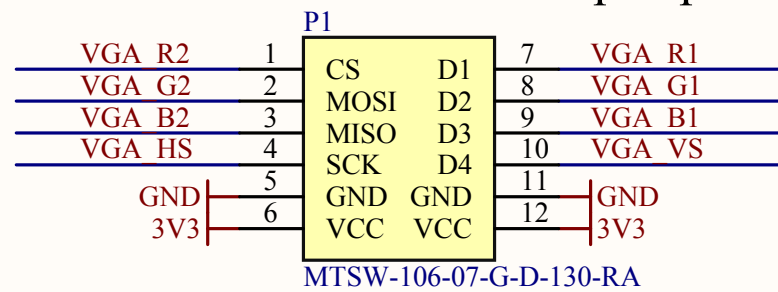 P1
VGA_R2 1 CS D1 7 VGA_R1
VGA_G2 2 MOSI D2 8 VGA_G1
VGA_B2 3 MISO D3 9 VGA_B1
VGA_HS 4 SCK D4 10 VGA_VS
GND 5 GND GND 11 GND
3V3 6 VCC VCC 12 3V3
MTSW-106-07-G-D-130-RA